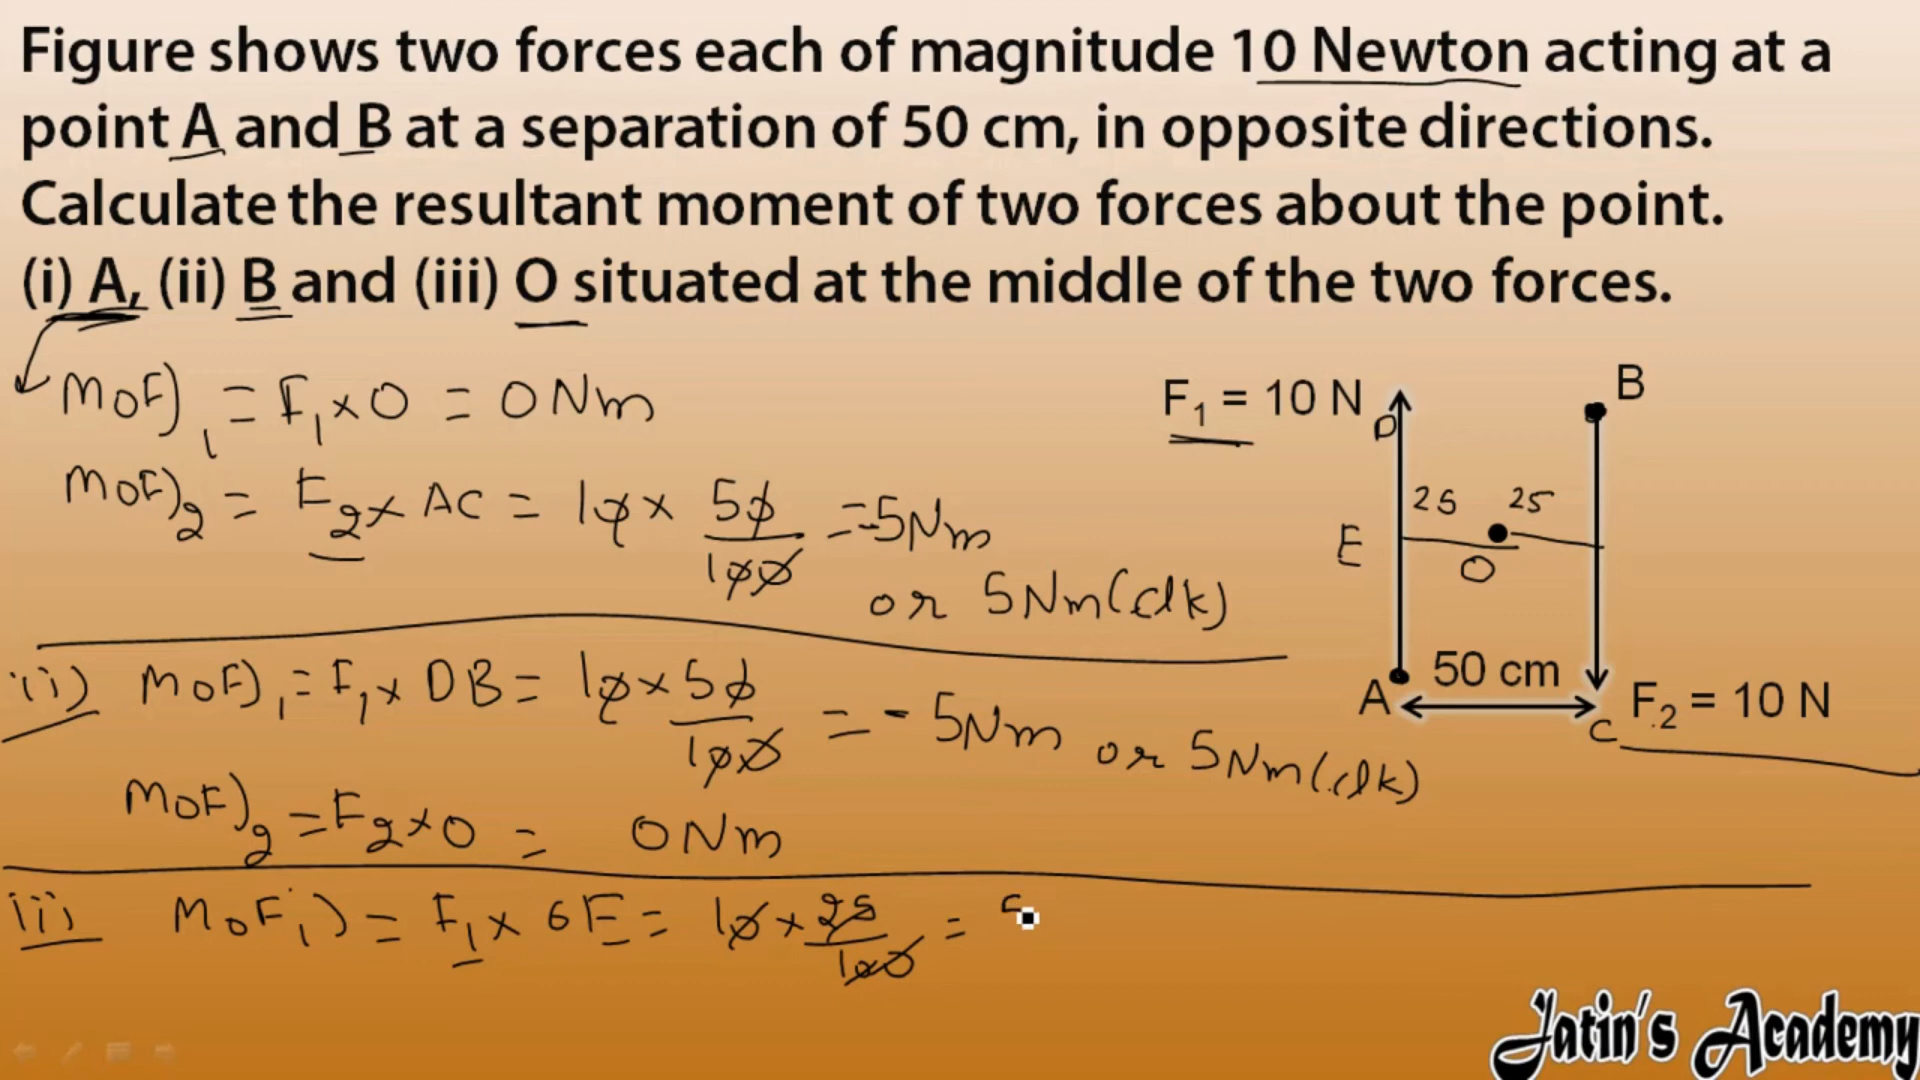 Figure shows two forces each of magnitude 10 Newton acting at a
point A and B at a separation of 50 cm, in opposite directions.
Calculate the resultant moment of two forces about the point.
(i) A, (ii) B and (iii) O situated at the middle of the two forces.
MOF)1 = F1 x 0 = 0 Nm
MOF)2 = F2 x AC = 10 x 50/100 = -5Nm
or 5Nm(clk)
ii) MOF)1 = F1 x DB = 10 x 50/100 = - 5Nm or 5Nm(clk)
MOF)2 = F2 x 0 = 0Nm
iii) MOF1) = F1 x OE = 10 x 25/100 =
F1 = 10 N
D
B
25 25
E
O
A
50 cm
C
F2 = 10 N
Jatin's Academy